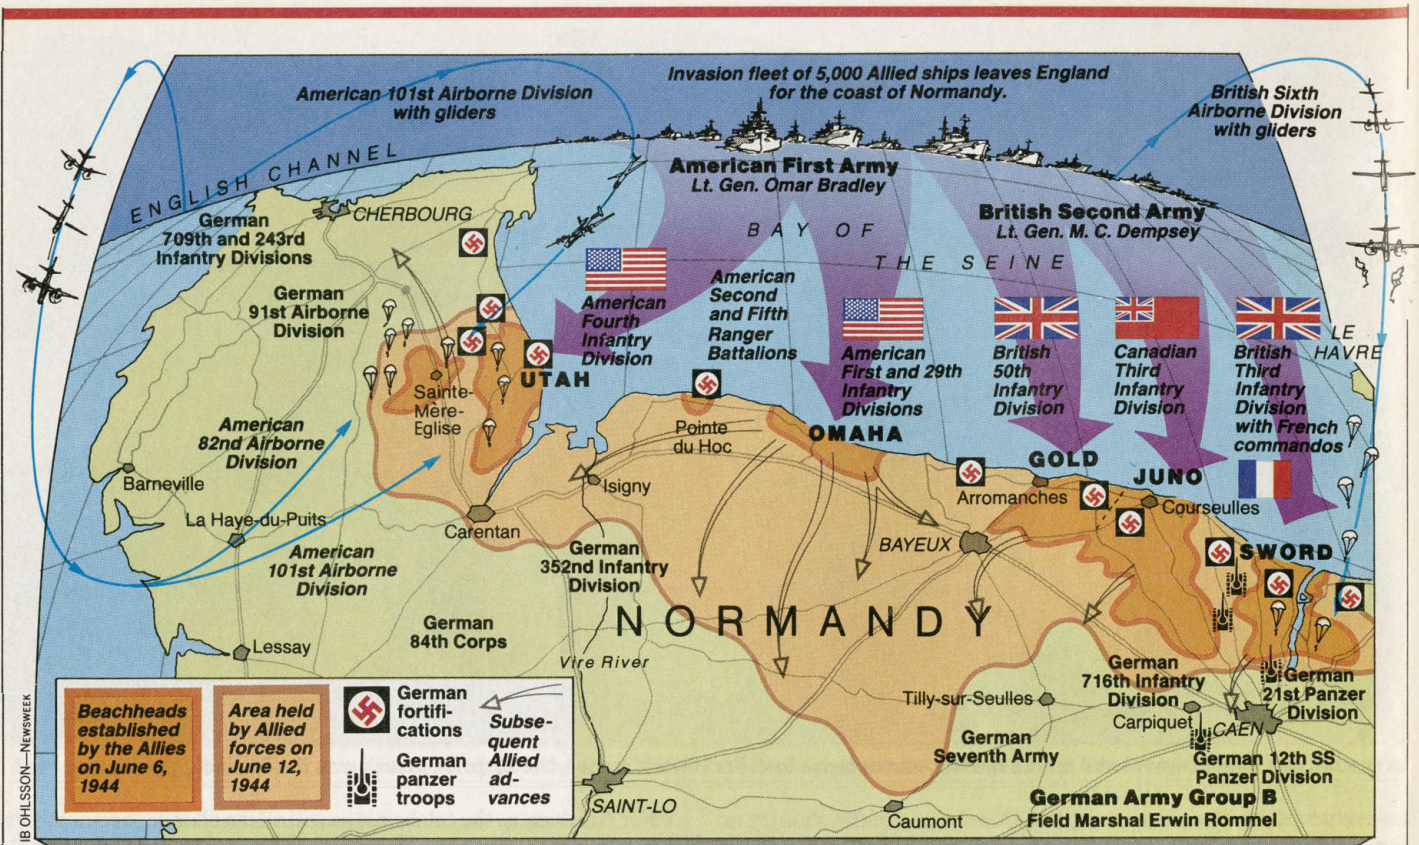 Invasion fleet of 5,000 Allied ships leaves England
for the coast of Normandy.
American 101st Airborne Division
with gliders
British Sixth
Airborne Division
with gliders
ENGLISH CHANNEL
American First Army
Lt. Gen. Omar Bradley
British Second Army
Lt. Gen. M. C. Dempsey
BAY OF
THE SEINE
CHERBOURG
German
709th and 243rd
Infantry Divisions
German
91st Airborne
Division
American
Fourth
Infantry
Division
American
Second
and Fifth
Ranger
Battalions
American
First and 29th
Infantry
Divisions
British
50th
Infantry
Division
Canadian
Third
Infantry
Division
British
Third
Infantry
Division
with French
commandos
LE
HAVRE
UTAH
Sainte-
Mère-
Eglise
Pointe
du Hoc
OMAHA
GOLD
JUNO
SWORD
American
82nd Airborne
Division
Barneville
La Haye-du-Puits
American
101st Airborne
Division
Carentan
Isigny
Arromanches
Courseulles
BAYEUX
German
352nd Infantry
Division
NORMANDY
German
84th Corps
Lessay
Vire River
Tilly-sur-Seulles
German
716th Infantry
Division
Carpiquet
CAEN
German
21st Panzer
Division
German
Seventh Army
German 12th SS
Panzer Division
German Army Group B
Field Marshal Erwin Rommel
SAINT-LO
Caumont
Beachheads
established
by the Allies
on June 6,
1944
Area held
by Allied
forces on
June 12,
1944
German
fortifi-
cations
German
panzer
troops
Subse-
quent
Allied
ad-
vances
IB OHLSSON—NEWSWEEK